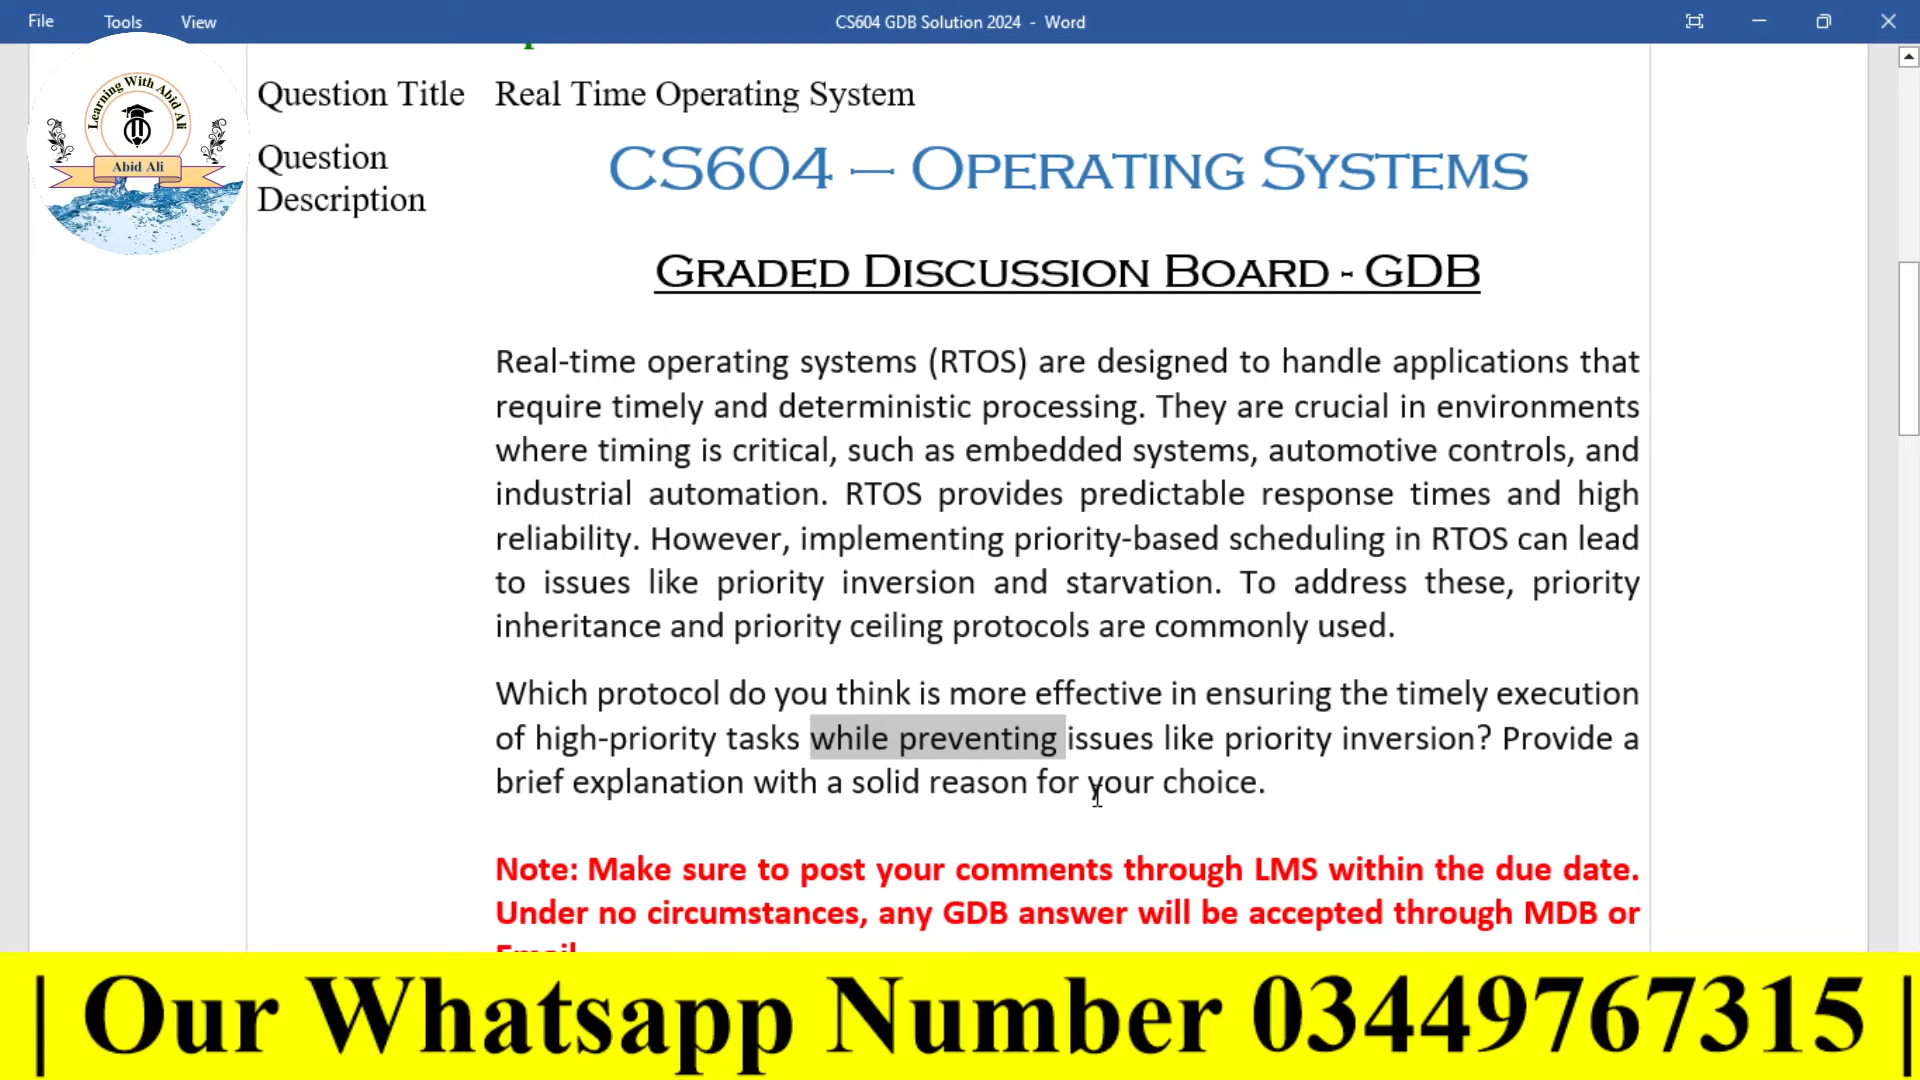 File Tools View CS604 GDB Solution 2024 - Word
Learning With Abid Ali
Abid Ali
Question Title Real Time Operating System
Question
Description
CS604 – Operating Systems
Graded Discussion Board - GDB
Real-time operating systems (RTOS) are designed to handle applications that
require timely and deterministic processing. They are crucial in environments
where timing is critical, such as embedded systems, automotive controls, and
industrial automation. RTOS provides predictable response times and high
reliability. However, implementing priority-based scheduling in RTOS can lead
to issues like priority inversion and starvation. To address these, priority
inheritance and priority ceiling protocols are commonly used.
Which protocol do you think is more effective in ensuring the timely execution
of high-priority tasks while preventing issues like priority inversion? Provide a
brief explanation with a solid reason for your choice.
Note: Make sure to post your comments through LMS within the due date.
Under no circumstances, any GDB answer will be accepted through MDB or
| Our Whatsapp Number 03449767315 |